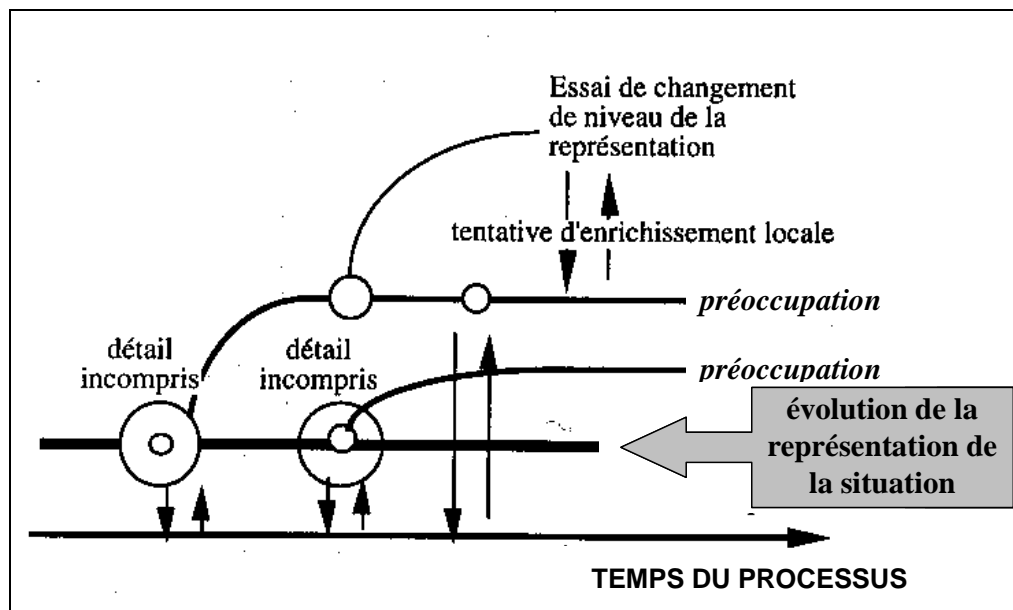 Essai de changement
de niveau de la
représentation
tentative d'enrichissement locale
préoccupation
détail
incompris
détail
incompris
préoccupation
évolution de la
représentation de
la situation
TEMPS DU PROCESSUS